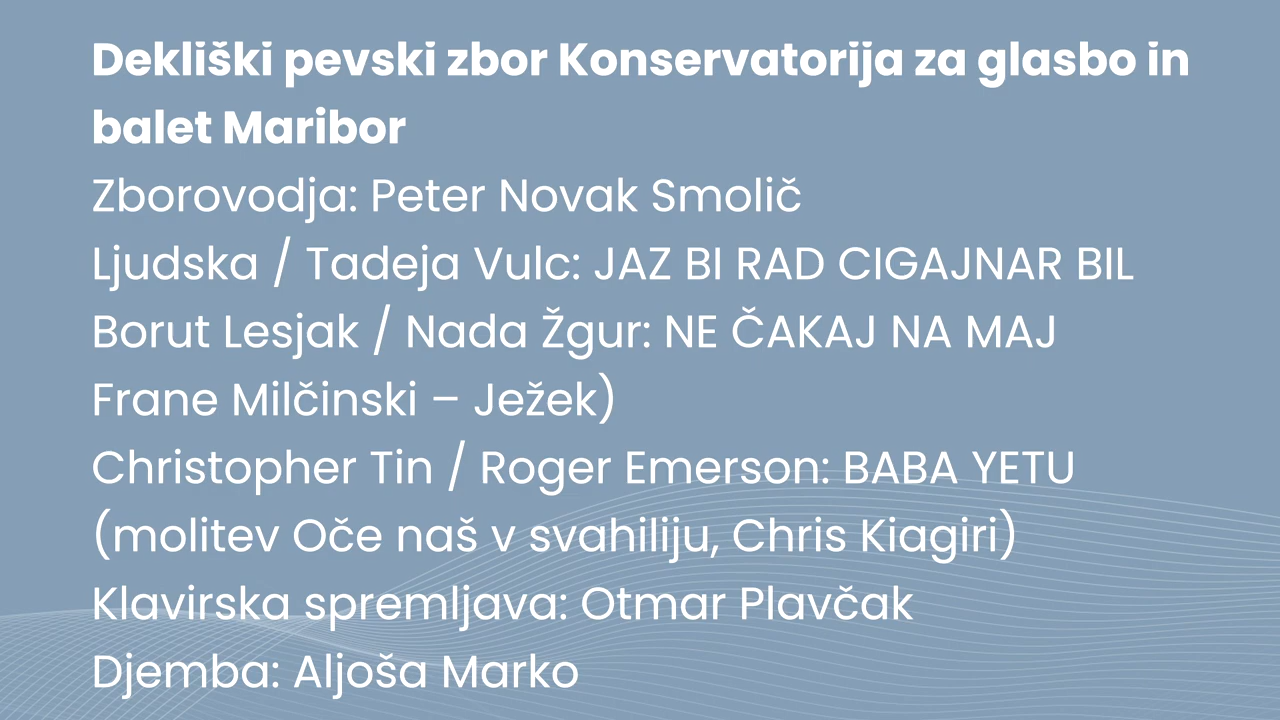 Dekliški pevski zbor Konservatorija za glasbo in
balet Maribor
Zborovodja: Peter Novak Smolič
Ljudska / Tadeja Vulc: JAZ BI RAD CIGAJNAR BIL
Borut Lesjak / Nada Žgur: NE ČAKAJ NA MAJ
Frane Milčinski – Ježek)
Christopher Tin / Roger Emerson: BABA YETU
(molitev Oče naš v svahiliju, Chris Kiagiri)
Klavirska spremljava: Otmar Plavčak
Djemba: Aljoša Marko